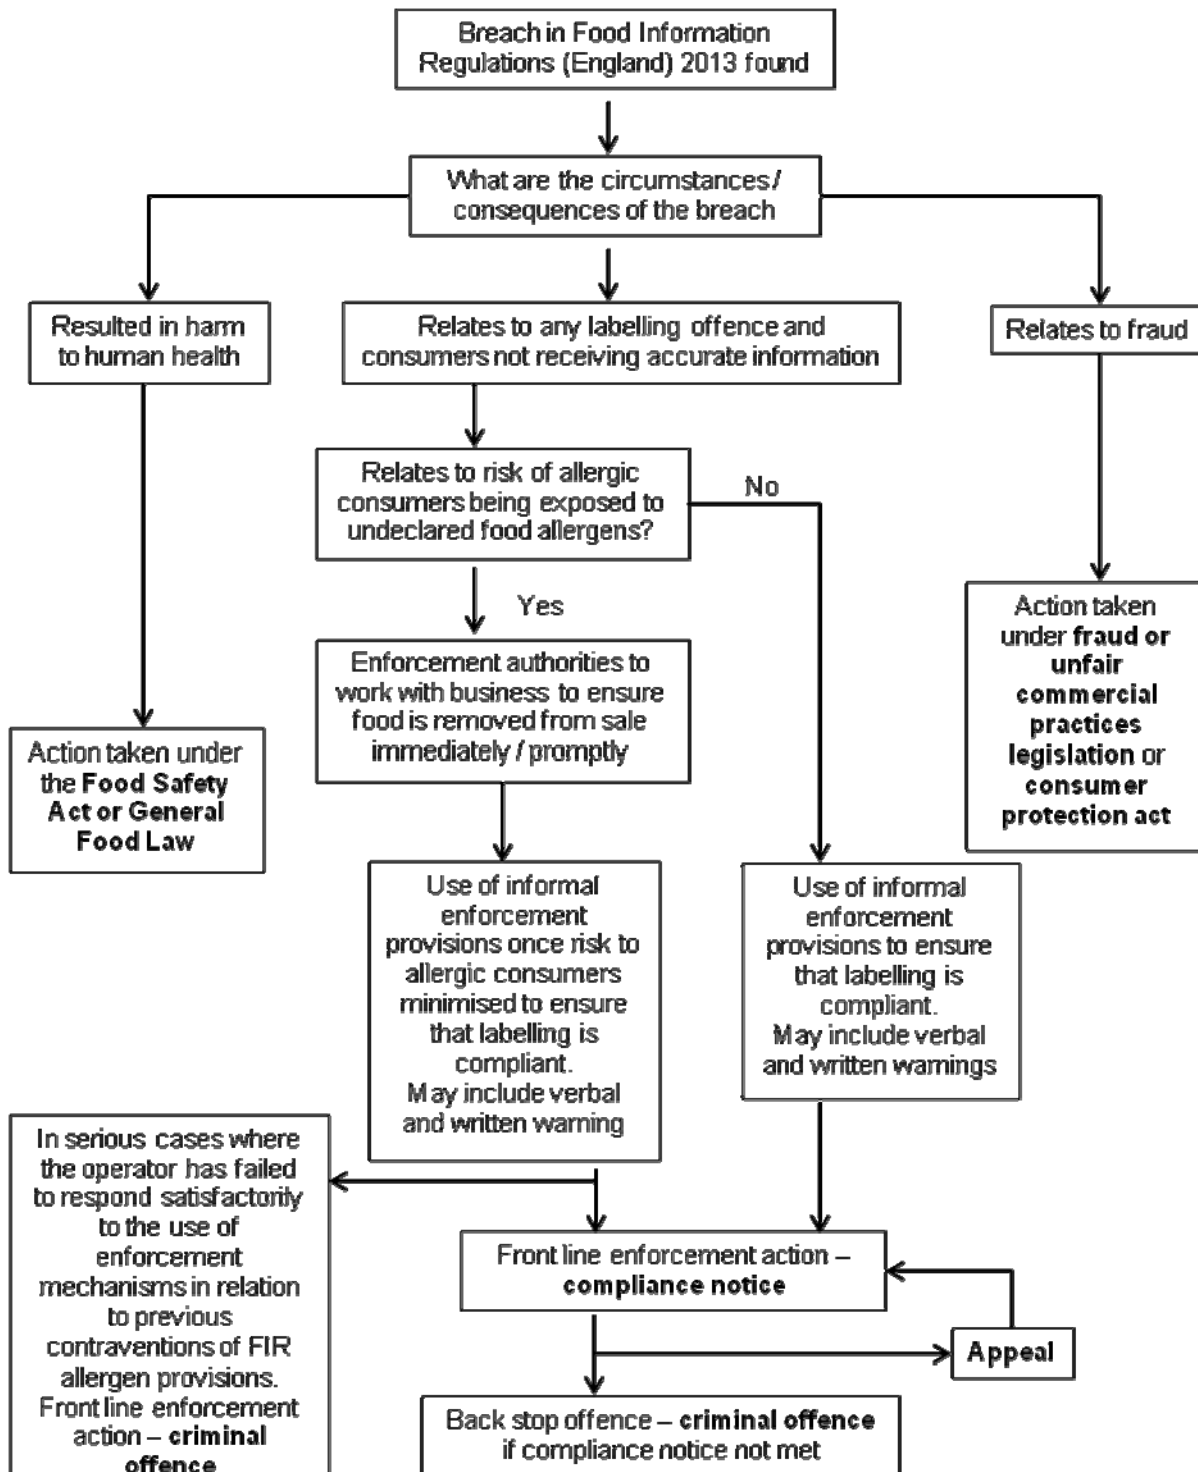 Breach in Food Information
Regulations (England) 2013 found
What are the circumstances /
consequences of the breach
Resulted in harm
to human health
Relates to any labelling offence and
consumers not receiving accurate information
Relates to fraud
Relates to risk of allergic
consumers being exposed to
undeclared food allergens?
No
Yes
Enforcement authorities to
work with business to ensure
food is removed from sale
immediately / promptly
Action taken
under fraud or
unfair
commercial
practices
legislation or
consumer
protection act
Action taken under
the Food Safety
Act or General
Food Law
Use of informal
enforcement
provisions once risk to
allergic consumers
minimised to ensure
that labelling is
compliant.
May include verbal
and written warning
Use of informal
enforcement
provisions to ensure
that labelling is
compliant.
May include verbal
and written warnings
In serious cases where
the operator has failed
to respond satisfactorily
to the use of
enforcement
mechanisms in relation
to previous
contraventions of FIR
allergen provisions.
Front line enforcement
action – criminal
offence
Front line enforcement action –
compliance notice
Appeal
Back stop offence – criminal offence
if compliance notice not met